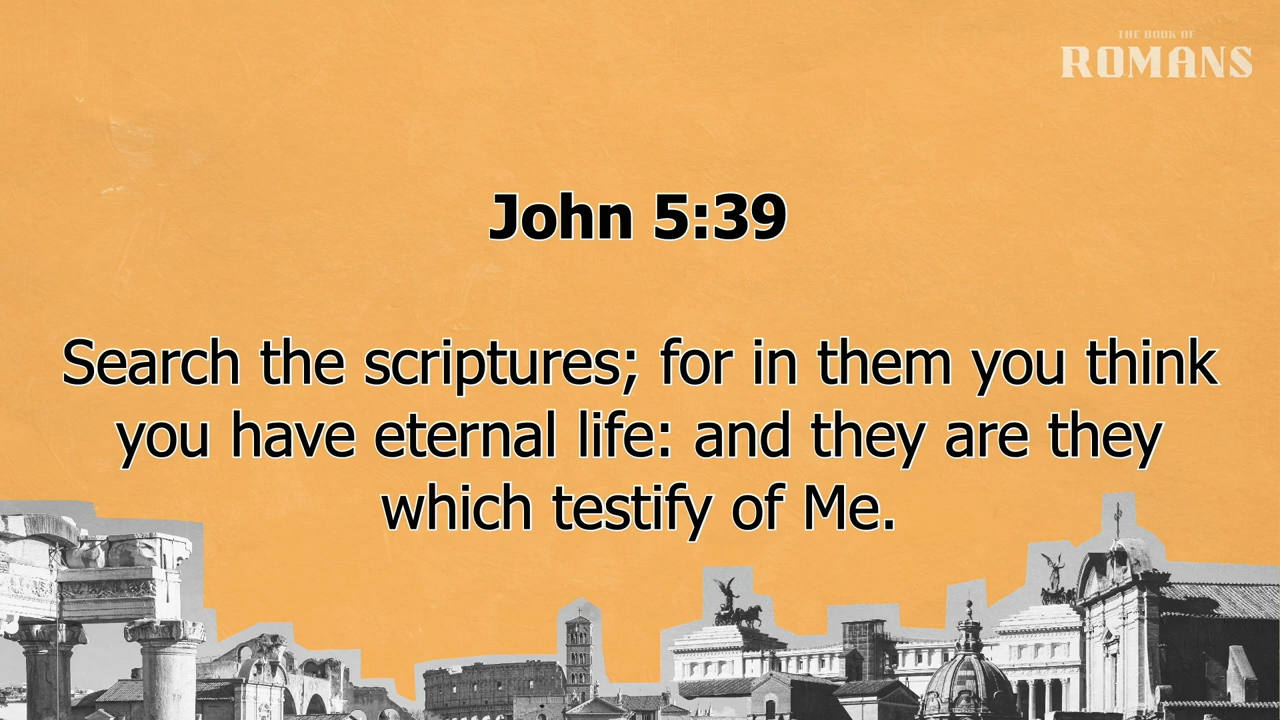 THE BOOK OF
ROMANS
John 5:39
Search the scriptures; for in them you think
you have eternal life: and they are they
which testify of Me.